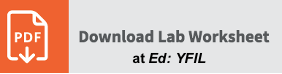 PDF
Download Lab Worksheet
at Ed: YFIL